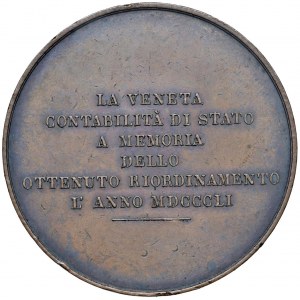 LA VENETA
CONTABILITÀ DI STATO
A MEMORIA
DELLO
OTTENUTO RIORDINAMENTO
L' ANNO MDCCCLI